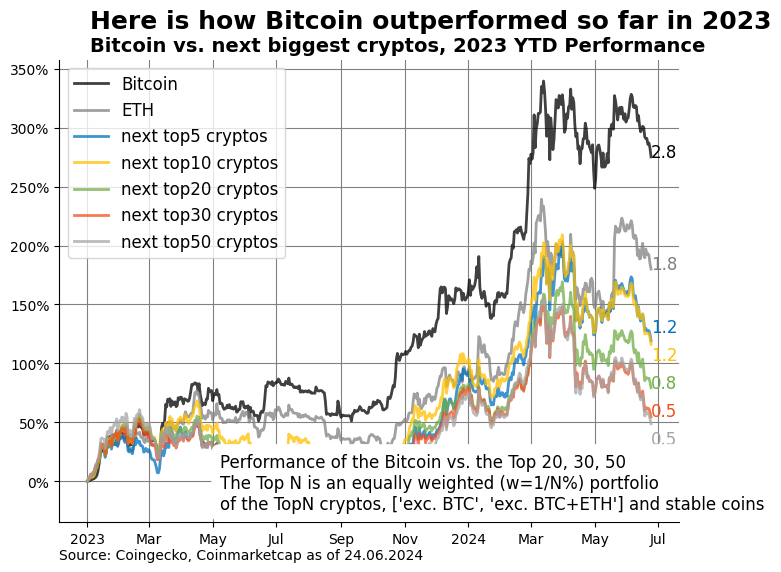 Here is how Bitcoin outperformed so far in 2023
Bitcoin vs. next biggest cryptos, 2023 YTD Performance
350%
300%
250%
200%
150%
100%
50%
0%
Bitcoin
ETH
next top5 cryptos
next top10 cryptos
next top20 cryptos
next top30 cryptos
next top50 cryptos
2.8
1.8
1.2
1.2
0.8
0.5
0.5
Performance of the Bitcoin vs. the Top 20, 30, 50
The Top N is an equally weighted (w=1/N%) portfolio
of the TopN cryptos, ['exc. BTC', 'exc. BTC+ETH'] and stable coins
2023 Mar May Jul Sep Nov 2024 Mar May Jul
Source: Coingecko, Coinmarketcap as of 24.06.2024